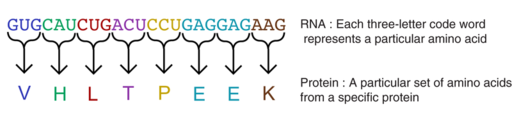 GUGCAUCUGACUCCUGAGGAGAAG
RNA : Each three-letter code word
represents a particular amino acid
V H L T P E E K
Protein : A particular set of amino acids
from a specific protein